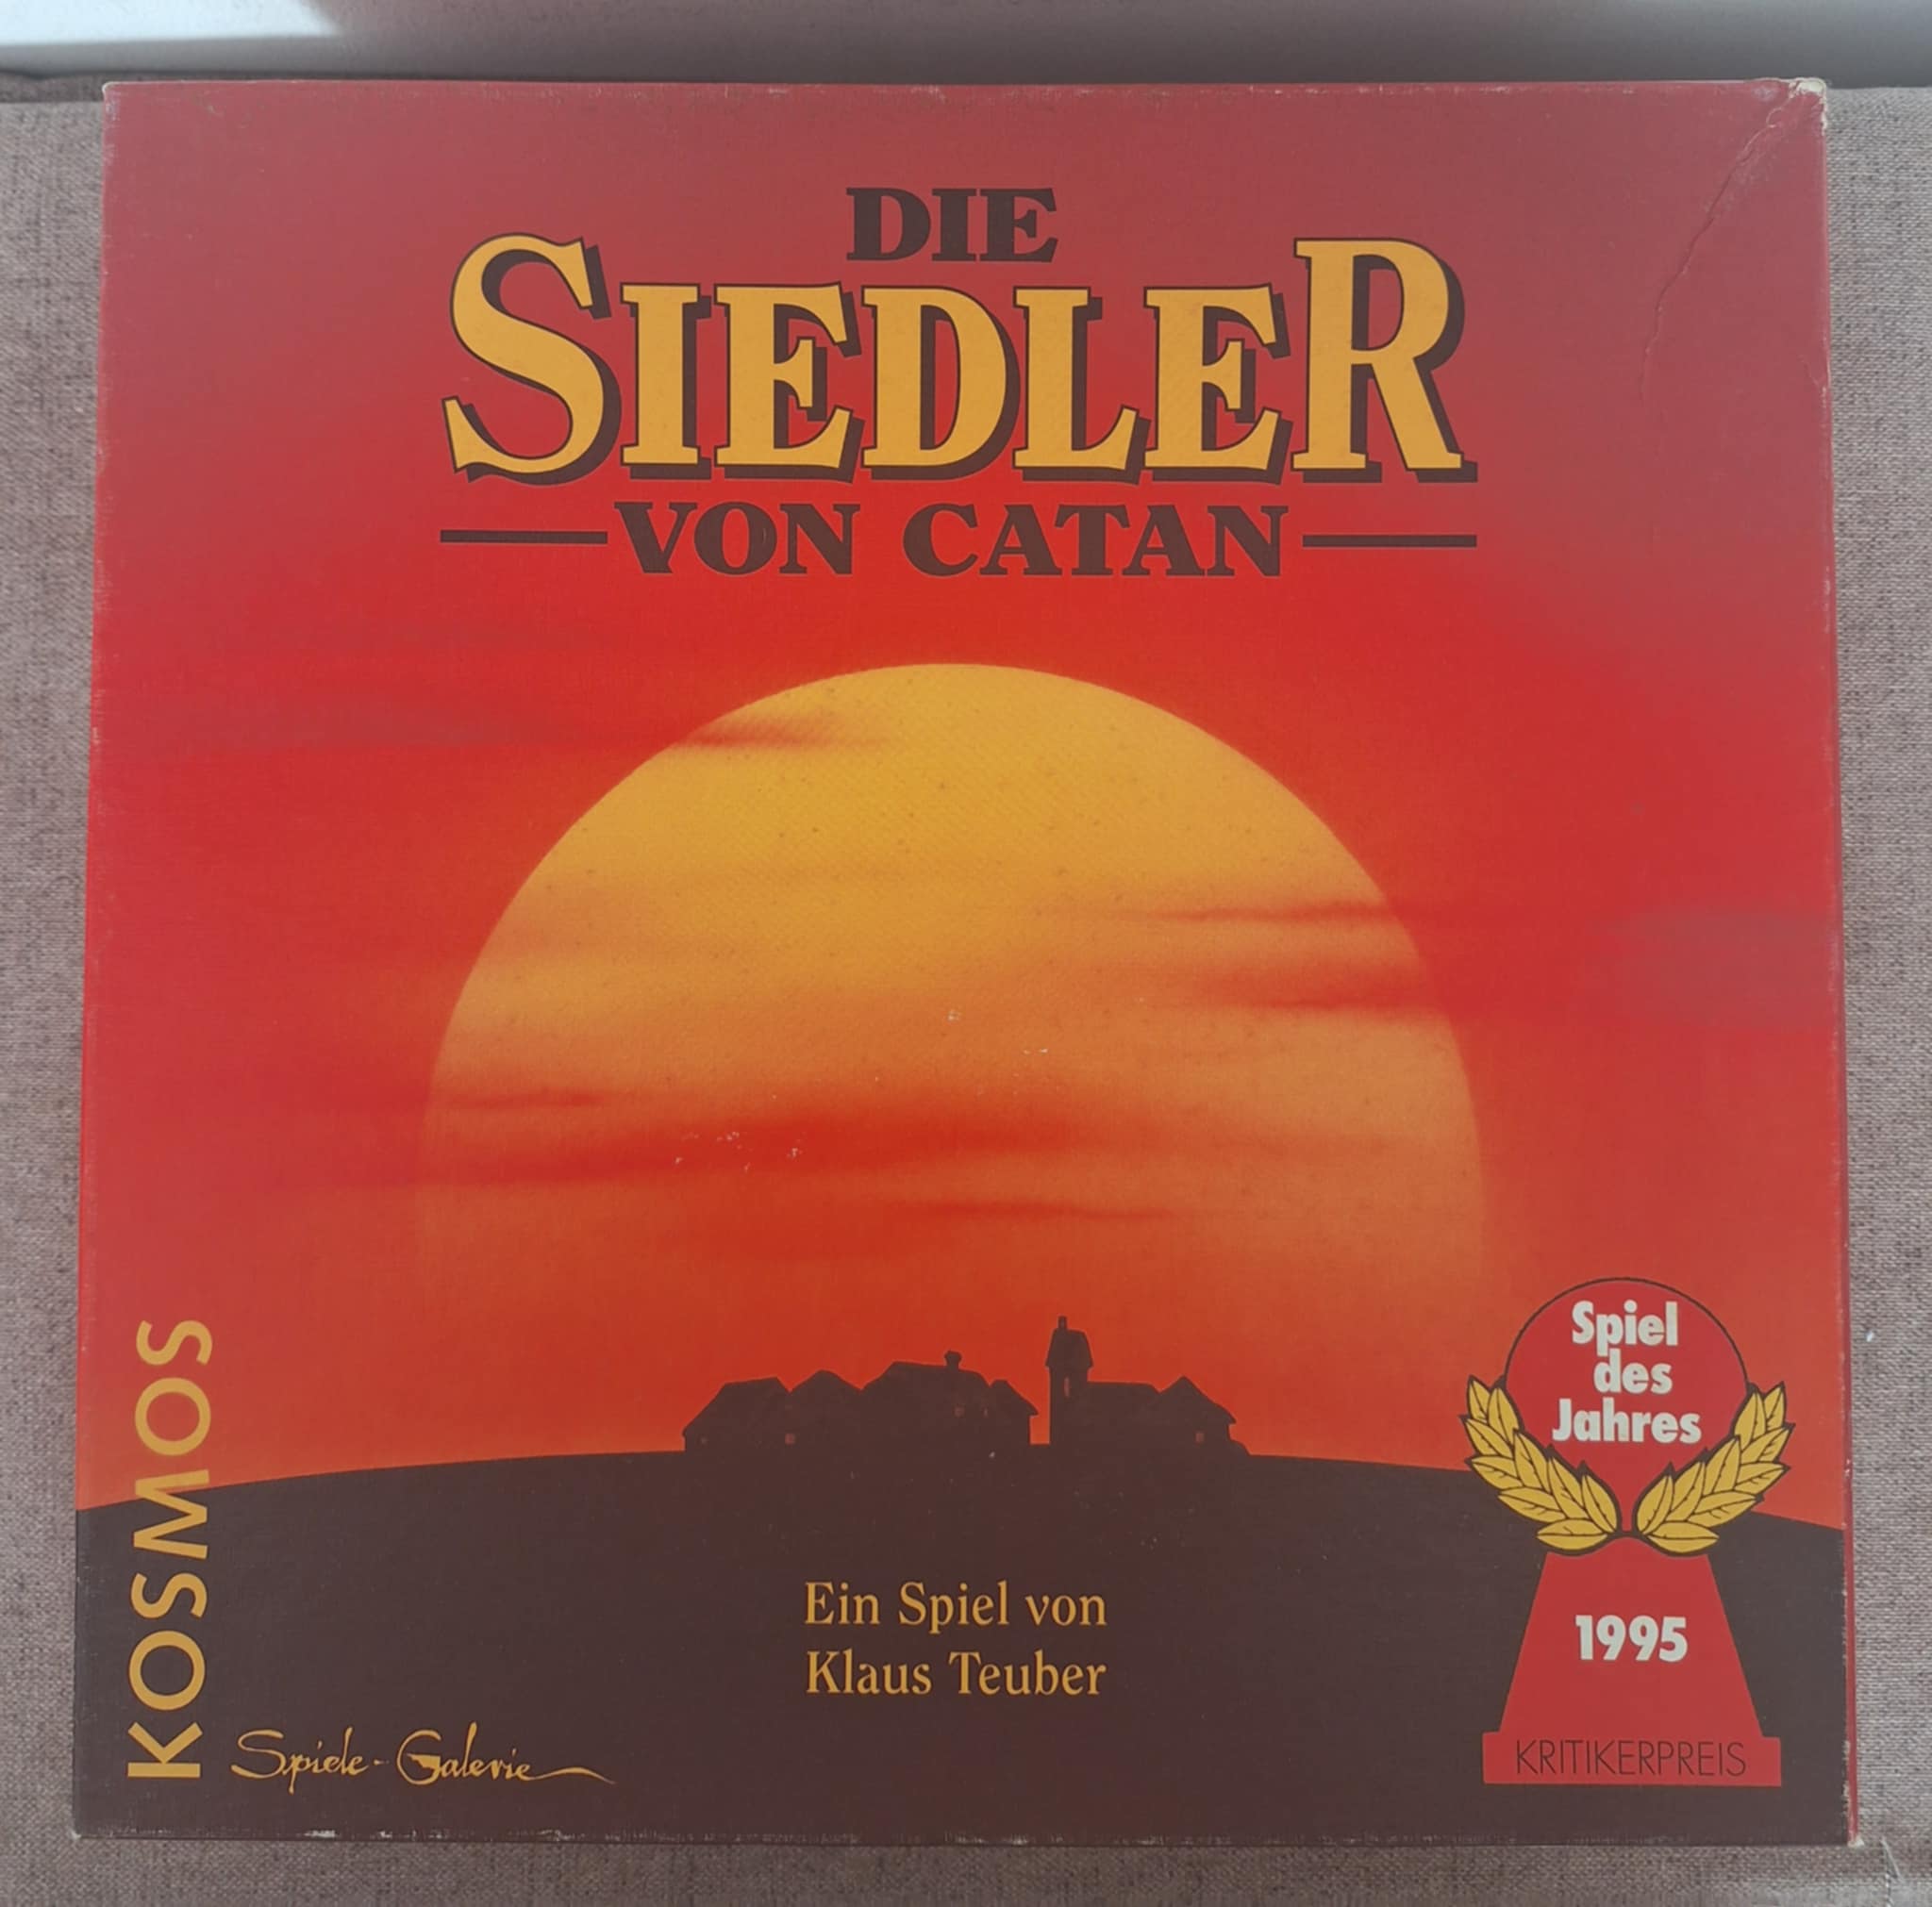 DIE
SIEDLER
VON CATAN
Spiel
des
Jahres
1995
KRITIKERPREIS
Ein Spiel von
Klaus Teuber
KOSMOS
Spiele-Galerie